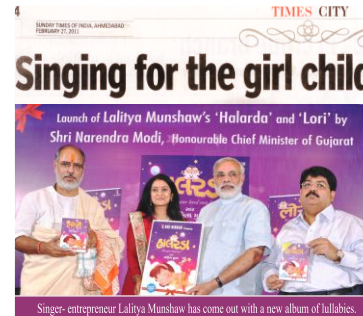 4
TIMES CITY
SUNDAY TIMES OF INDIA, AHMEDABAD
FEBRUARY 27, 2011
Singing for the girl chil
Launch of Lalitya Munshaw's 'Halarda' and 'Lori' by
Shri Narendra Modi, Honourable Chief Minister of Gujarat
હાલરડાં
Singer- entrepreneur Lalitya Munshaw has come out with a new album of lullabies.